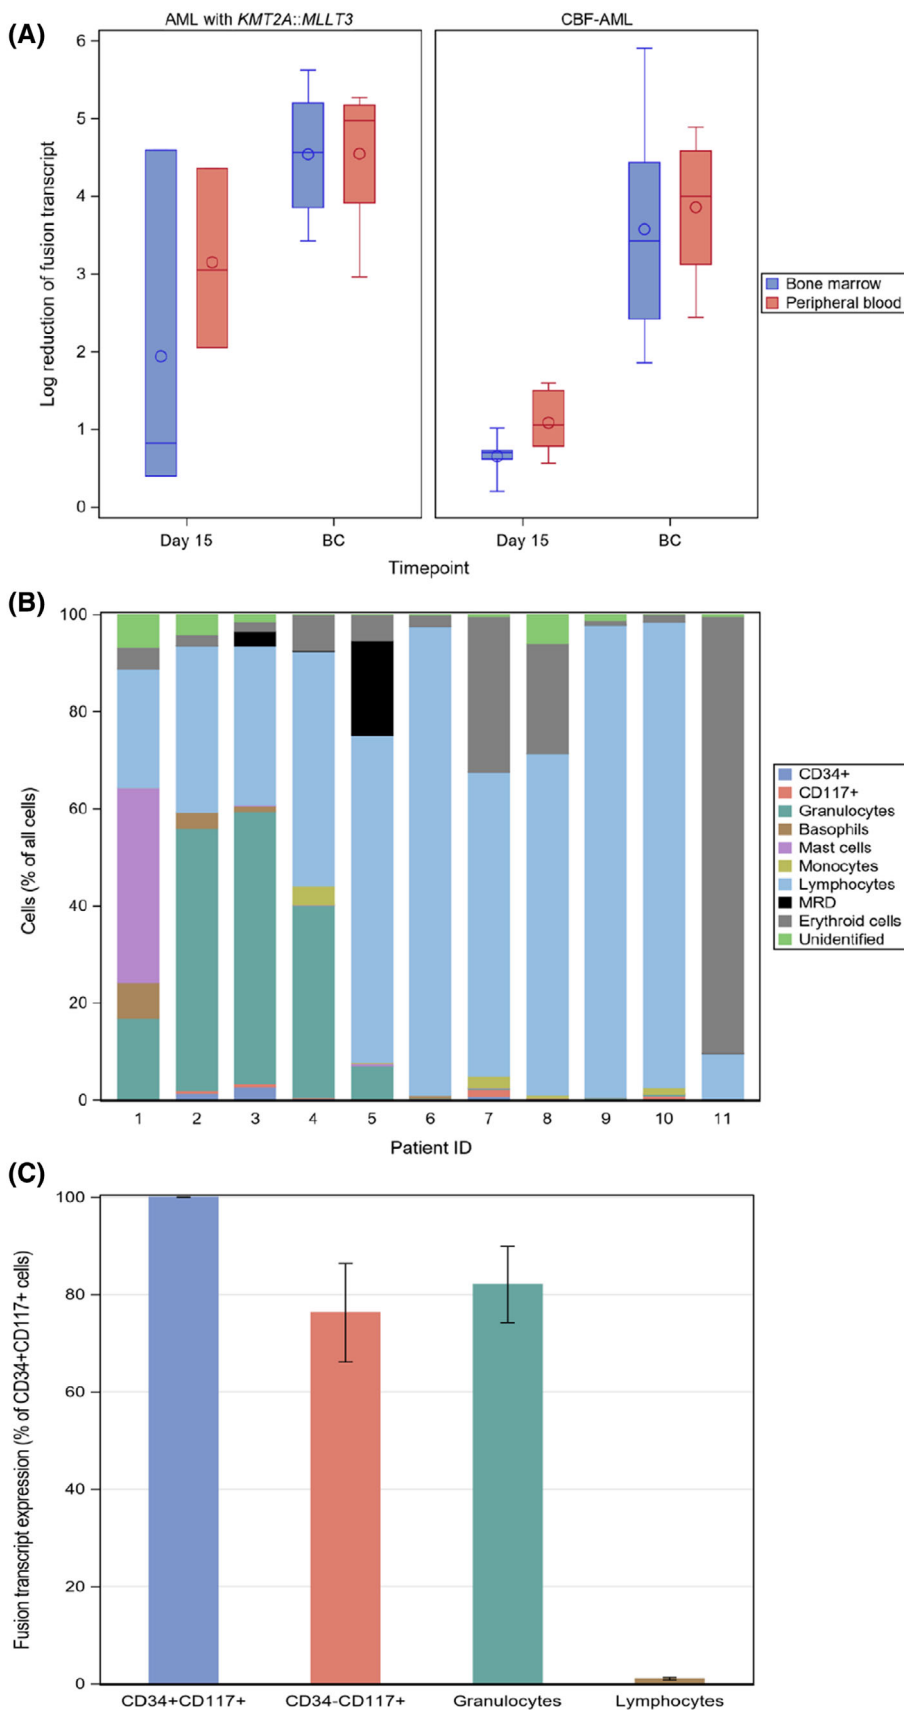 (A)
AML with KMT2A::MLLT3
CBF-AML
Log reduction of fusion transcript
6
5
4
3
2
1
0
Day 15
BC
Day 15
BC
Timepoint
Bone marrow
Peripheral blood
(B)
Cells (% of all cells)
100
80
60
40
20
0
1 2 3 4 5 6 7 8 9 10 11
Patient ID
CD34+
CD117+
Granulocytes
Basophils
Mast cells
Monocytes
Lymphocytes
MRD
Erythroid cells
Unidentified
(C)
Fusion transcript expression (% of CD34+CD117+ cells)
100
80
60
40
20
0
CD34+CD117+
CD34-CD117+
Granulocytes
Lymphocytes